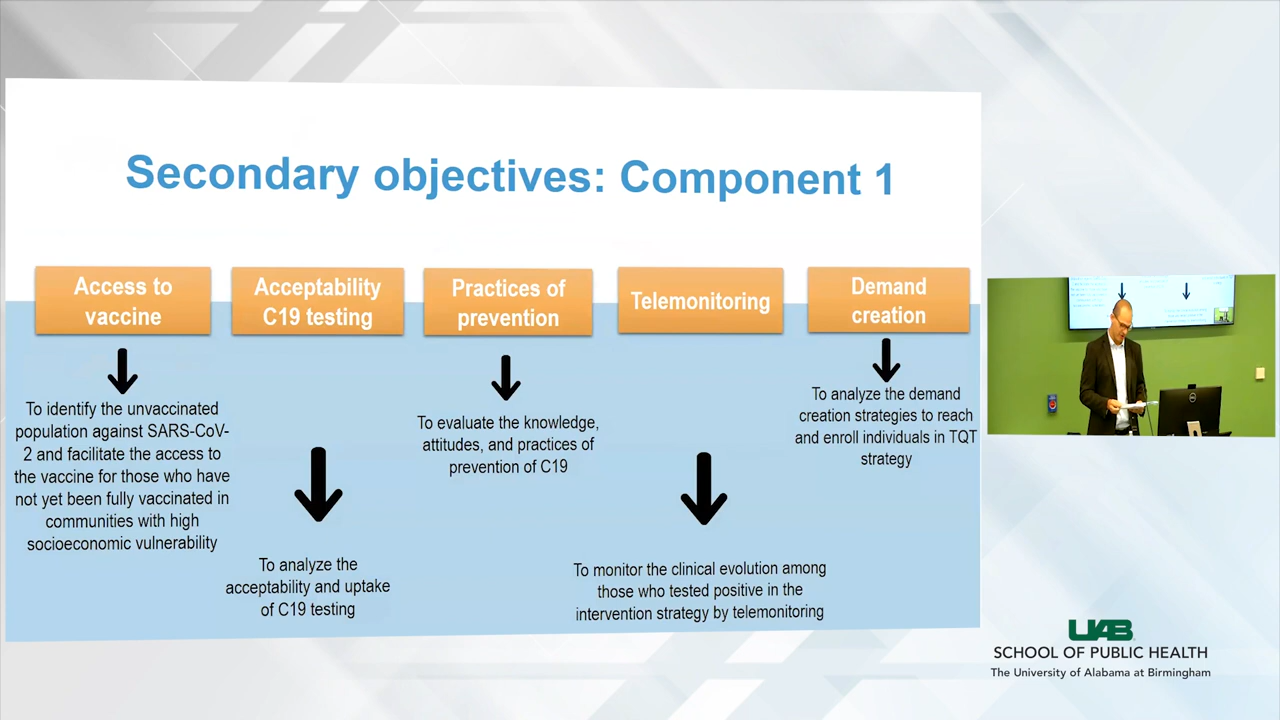 Secondary objectives: Component 1
Access to
vaccine
To identify the unvaccinated
population against SARS-CoV-
2 and facilitate the access to
the vaccine for those who have
not yet been fully vaccinated in
communities with high
socioeconomic vulnerability
Acceptability
C19 testing
To analyze the
acceptability and uptake
of C19 testing
Practices of
prevention
To evaluate the knowledge,
attitudes, and practices of
prevention of C19
Telemonitoring
To monitor the clinical evolution among
those who tested positive in the
intervention strategy by telemonitoring
Demand
creation
To analyze the demand
creation strategies to reach
and enroll individuals in TQT
strategy
UAB
SCHOOL OF PUBLIC HEALTH
The University of Alabama at Birmingham